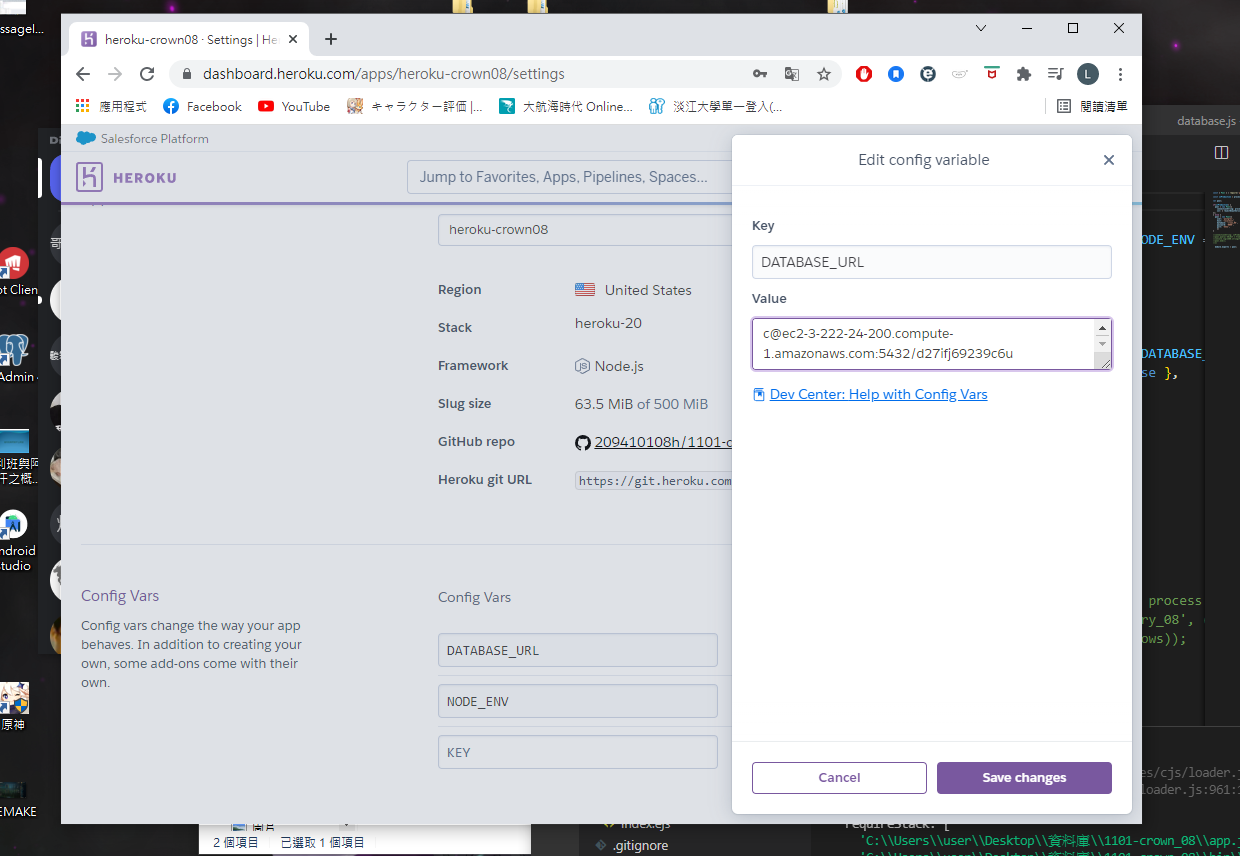 ssagel...
heroku-crown08 · Settings | He
dashboard.heroku.com/apps/heroku-crown08/settings
L
應用程式
Facebook
YouTube
キャラクター評価 |...
大航海時代 Online...
淡江大學單一登入(...
閱讀清單
Salesforce Platform
HEROKU
Jump to Favorites, Apps, Pipelines, Spaces...
heroku-crown08
Region
United States
Stack
heroku-20
Framework
Node.js
Slug size
63.5 MiB of 500 MiB
GitHub repo
209410108h/1101-c
Heroku git URL
https://git.heroku.com
Config Vars
Config vars change the way your app
behaves. In addition to creating your
own, some add-ons come with their
own.
Config Vars
DATABASE_URL
NODE_ENV
KEY
Edit config variable
Key
DATABASE_URL
Value
c@ec2-3-222-24-200.compute-
1.amazonaws.com:5432/d27ifj69239c6u
Dev Center: Help with Config Vars
Cancel
Save changes
database.js
ODE_ENV =
DATABASE_
se },
process
ry_08',
ows));
es/cjs/loader.j
loader.js:961:1
requireStack: [
'C:\\Users\\user\\Desktop\\資料庫\\1101-crown_08\\app.j
index.ejs
.gitignore
圖片
2 個項目
已選取 1 個項目
ot Clien
Admin
ndroid
studio
原神
EMAKE